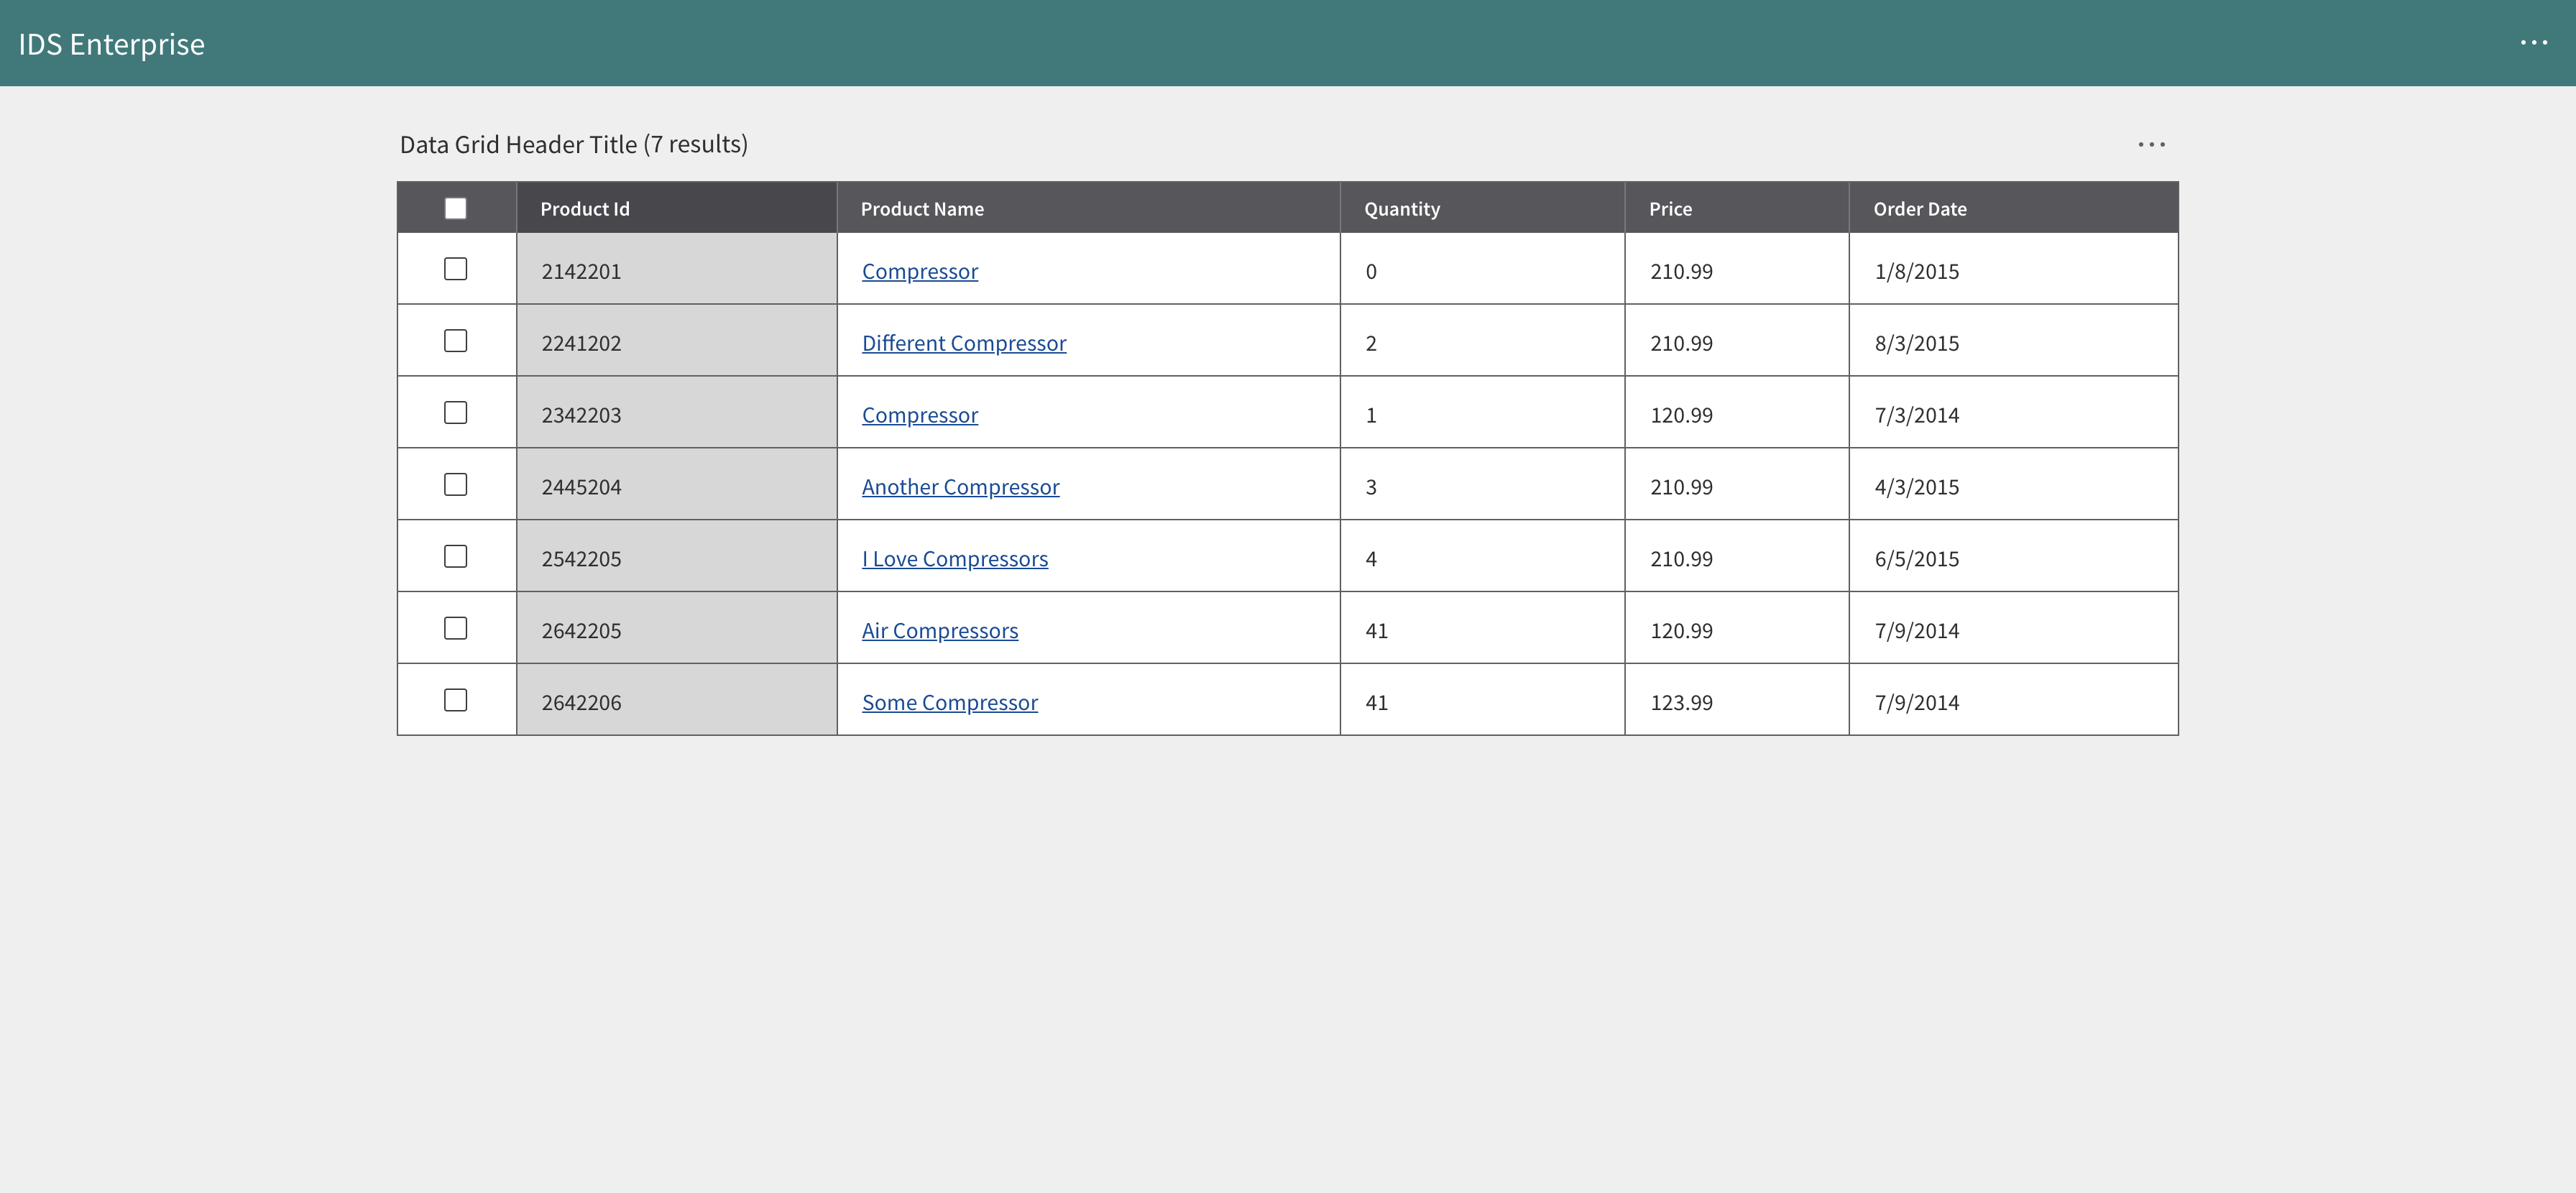 IDS Enterprise
Data Grid Header Title (7 results)
Product Id Product Name Quantity Price Order Date
2142201 Compressor 0 210.99 1/8/2015
2241202 Different Compressor 2 210.99 8/3/2015
2342203 Compressor 1 120.99 7/3/2014
2445204 Another Compressor 3 210.99 4/3/2015
2542205 I Love Compressors 4 210.99 6/5/2015
2642205 Air Compressors 41 120.99 7/9/2014
2642206 Some Compressor 41 123.99 7/9/2014